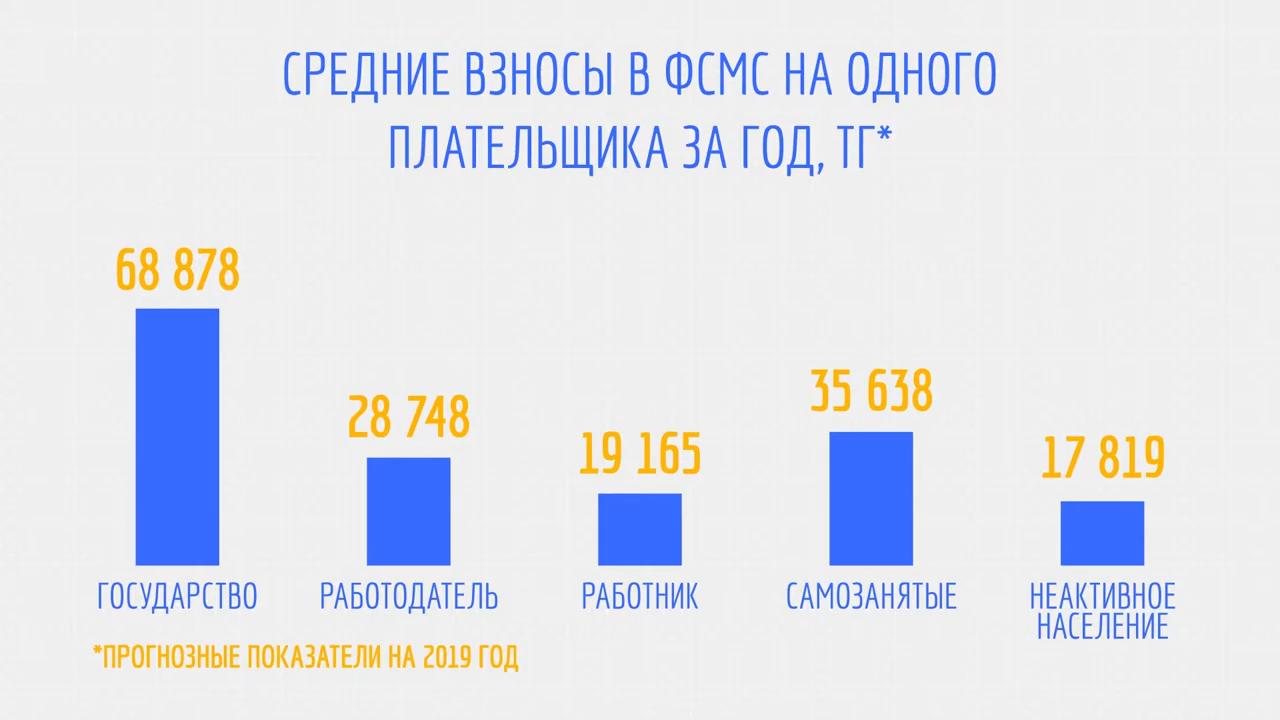 СРЕДНИЕ ВЗНОСЫ В ФСМС НА ОДНОГО
ПЛАТЕЛЬЩИКА ЗА ГОД, ТГ*
68 878
28 748
19 165
35 638
17 819
ГОСУДАРСТВО
РАБОТОДАТЕЛЬ
РАБОТНИК
САМОЗАНЯТЫЕ
НЕАКТИВНОЕ
НАСЕЛЕНИЕ
*ПРОГНОЗНЫЕ ПОКАЗАТЕЛИ НА 2019 ГОД